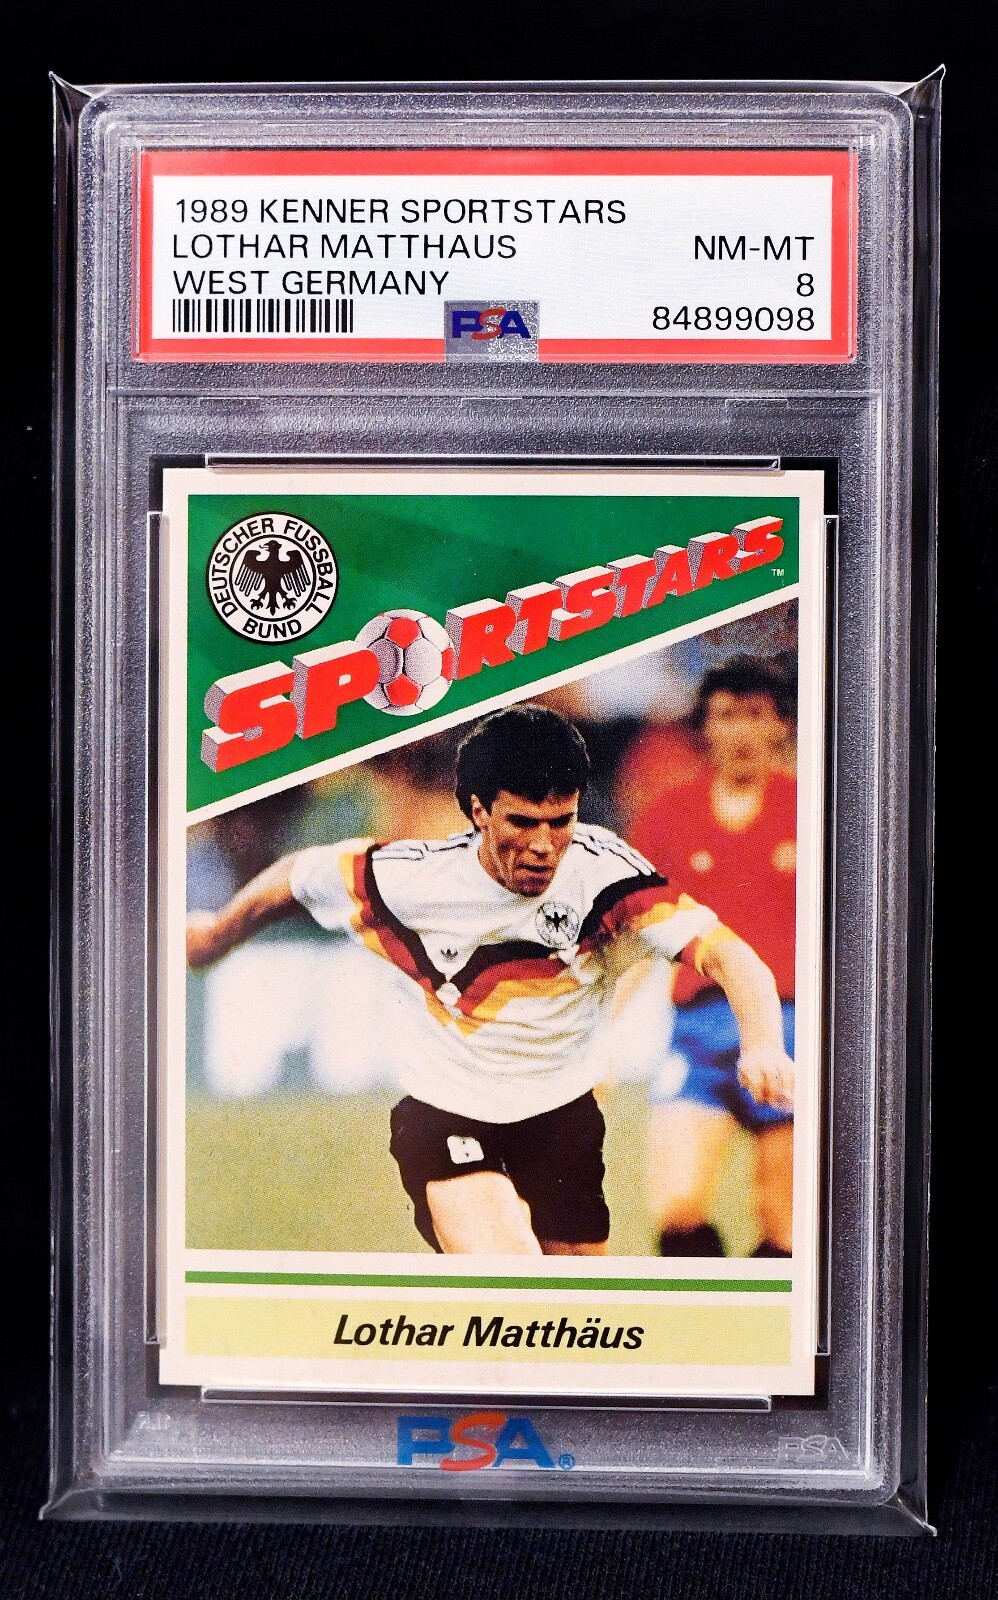 1989 KENNER SPORTSTARS
LOTHAR MATTHAUS
WEST GERMANY
NM-MT
8
84899098
PSA
DEUTSCHER FUSSBALL
BUND
SPORTSTARS
TM
Lothar Matthäus
PSA®
PSA